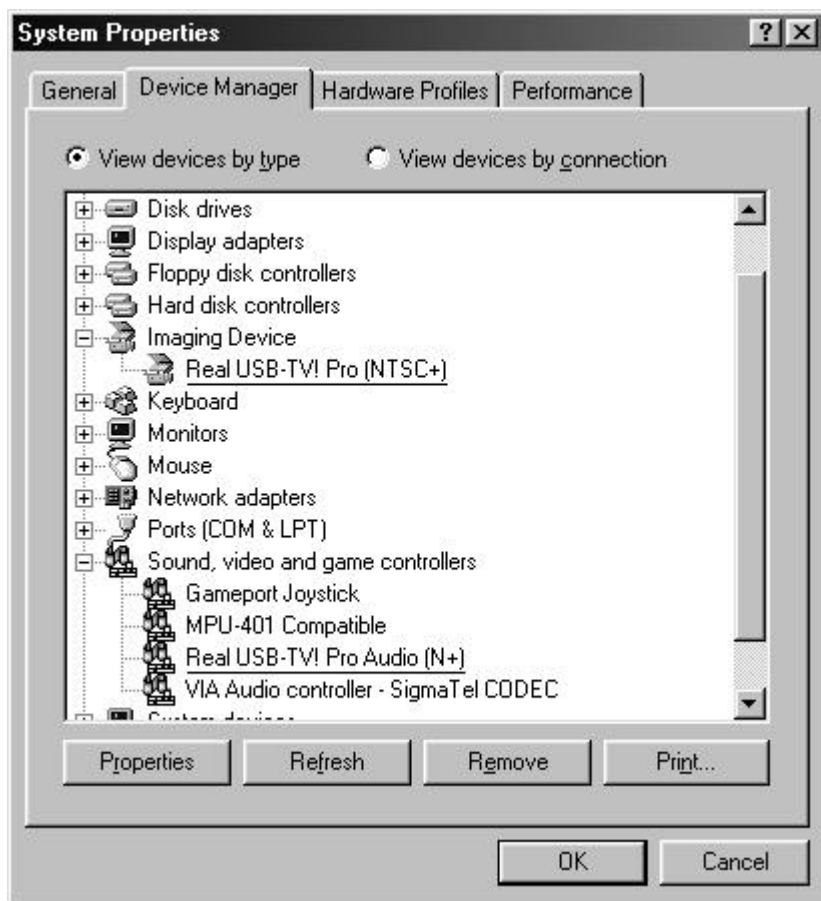 System Properties
General Device Manager Hardware Profiles Performance
View devices by type View devices by connection
Disk drives
Display adapters
Floppy disk controllers
Hard disk controllers
Imaging Device
Real USB-TV! Pro (NTSC+)
Keyboard
Monitors
Mouse
Network adapters
Ports (COM & LPT)
Sound, video and game controllers
Gameport Joystick
MPU-401 Compatible
Real USB-TV! Pro Audio (N+)
VIA Audio controller - SigmaTel CODEC
System devices
Properties Refresh Remove Print...
OK Cancel